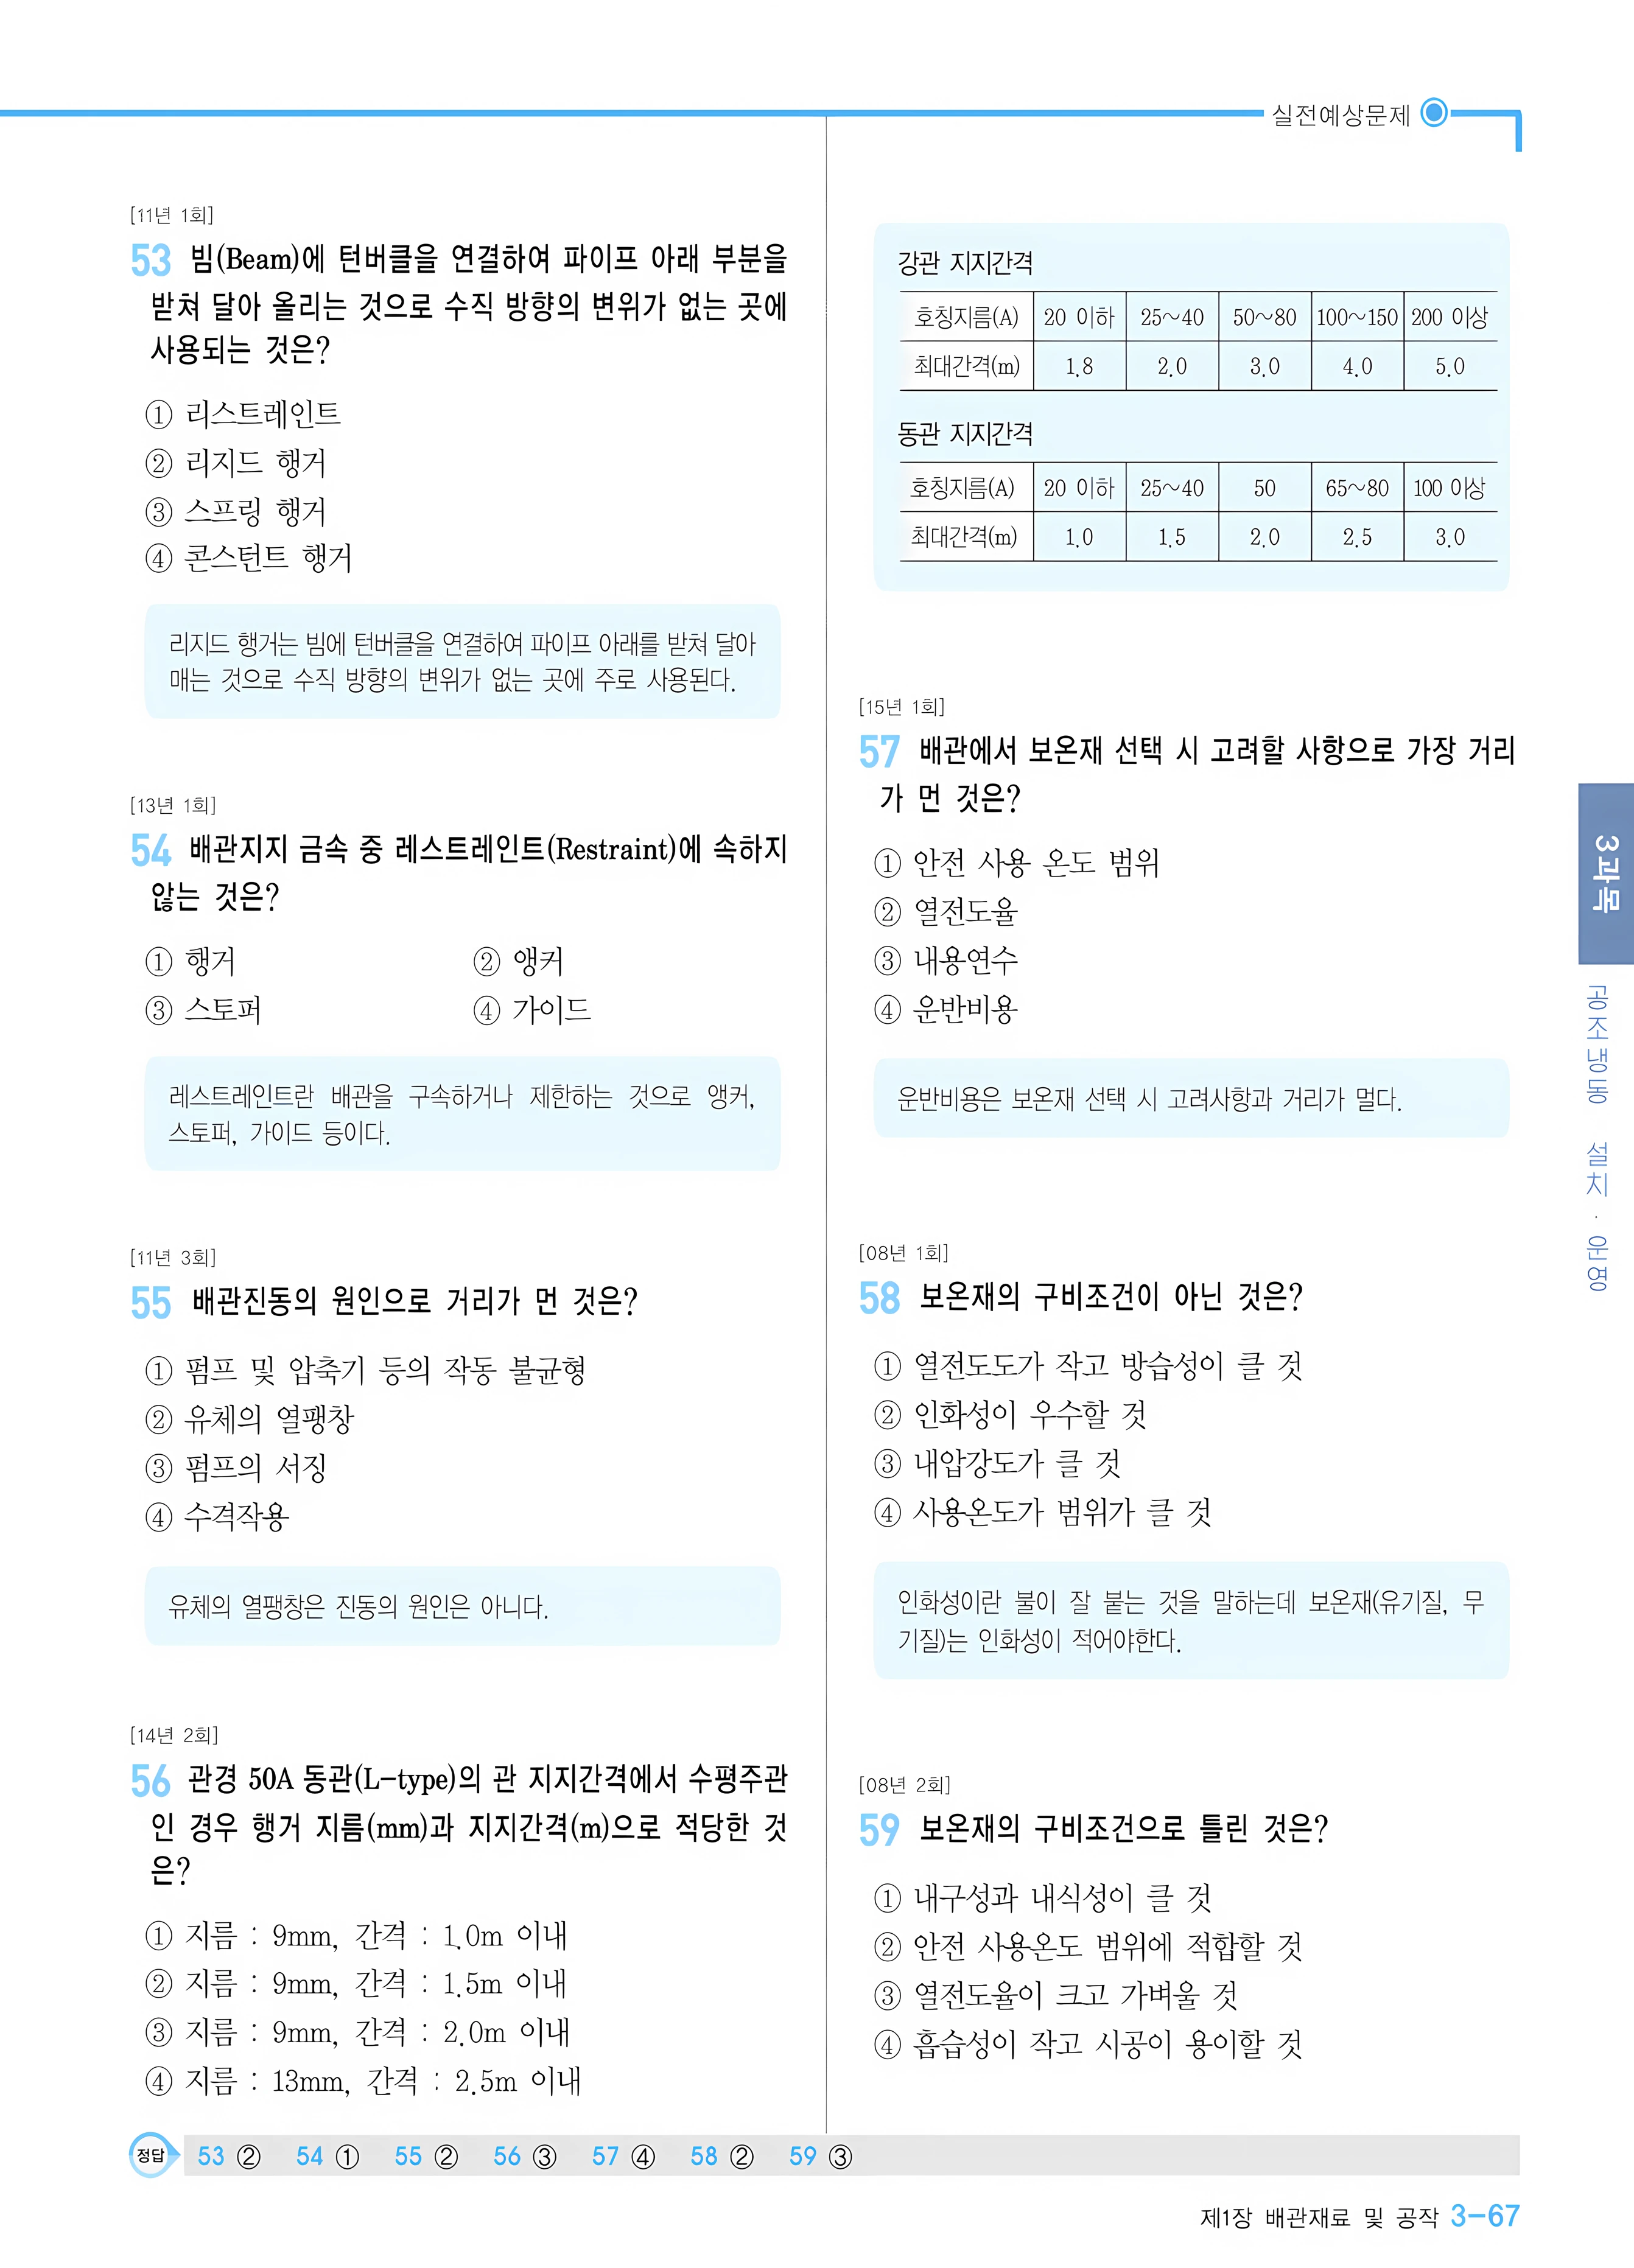 실전예상문제
[11년 1회]
53 빔(Beam)에 턴버클을 연결하여 파이프 아래 부분을
받쳐 달아 올리는 것으로 수직 방향의 변위가 없는 곳에
사용되는 것은?
① 리스트레인트
② 리지드 행거
③ 스프링 행거
④ 콘스턴트 행거
리지드 행거는 빔에 턴버클을 연결하여 파이프 아래를 받쳐 달아
매는 것으로 수직 방향의 변위가 없는 곳에 주로 사용된다.
[13년 1회]
54 배관지지 금속 중 레스트레인트(Restraint)에 속하지
않는 것은?
① 행거 ② 앵커
③ 스토퍼 ④ 가이드
레스트레인트란 배관을 구속하거나 제한하는 것으로 앵커,
스토퍼, 가이드 등이다.
[11년 3회]
55 배관진동의 원인으로 거리가 먼 것은?
① 펌프 및 압축기 등의 작동 불균형
② 유체의 열팽창
③ 펌프의 서징
④ 수격작용
유체의 열팽창은 진동의 원인은 아니다.
[14년 2회]
56 관경 50A 동관(L-type)의 관 지지간격에서 수평주관
인 경우 행거 지름(mm)과 지지간격(m)으로 적당한 것
은?
① 지름 : 9mm, 간격 : 1.0m 이내
② 지름 : 9mm, 간격 : 1.5m 이내
③ 지름 : 9mm, 간격 : 2.0m 이내
④ 지름 : 13mm, 간격 : 2.5m 이내
강관 지지간격
호칭지름(A) 20 이하 25~40 50~80 100~150 200 이상
최대간격(m) 1.8 2.0 3.0 4.0 5.0
동관 지지간격
호칭지름(A) 20 이하 25~40 50 65~80 100 이상
최대간격(m) 1.0 1.5 2.0 2.5 3.0
[15년 1회]
57 배관에서 보온재 선택 시 고려할 사항으로 가장 거리
가 먼 것은?
① 안전 사용 온도 범위
② 열전도율
③ 내용연수
④ 운반비용
운반비용은 보온재 선택 시 고려사항과 거리가 멀다.
[08년 1회]
58 보온재의 구비조건이 아닌 것은?
① 열전도도가 작고 방습성이 클 것
② 인화성이 우수할 것
③ 내압강도가 클 것
④ 사용온도가 범위가 클 것
인화성이란 불이 잘 붙는 것을 말하는데 보온재(유기질, 무
기질)는 인화성이 적어야한다.
[08년 2회]
59 보온재의 구비조건으로 틀린 것은?
① 내구성과 내식성이 클 것
② 안전 사용온도 범위에 적합할 것
③ 열전도율이 크고 가벼울 것
④ 흡습성이 작고 시공이 용이할 것
3과목
공조냉동 설치·운영
정답 53 ② 54 ① 55 ② 56 ③ 57 ④ 58 ② 59 ③
제1장 배관재료 및 공작 3-67